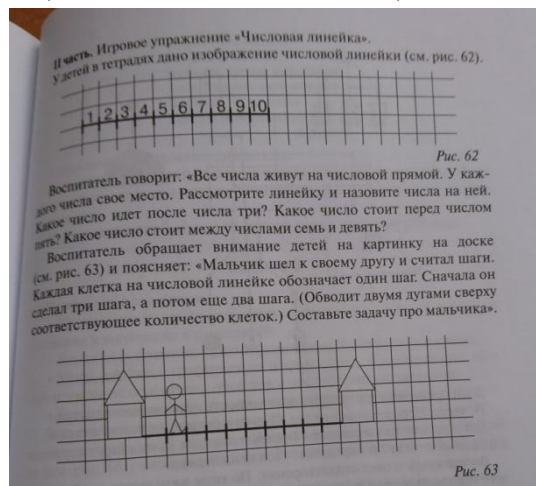 II часть. Игровое упражнение «Числовая линейка».
У детей в тетрадях дано изображение числовой линейки (см. рис. 62).
1 2 3 4 5 6 7 8 9 10
Рис. 62
Воспитатель говорит: «Все числа живут на числовой прямой. У каж-
дого числа свое место. Рассмотрите линейку и назовите числа на ней.
Какое число идет после числа три? Какое число стоит перед числом
пять? Какое число стоит между числами семь и девять?
Воспитатель обращает внимание детей на картинку на доске
(см. рис. 63) и поясняет: «Мальчик шел к своему другу и считал шаги.
Каждая клетка на числовой линейке обозначает один шаг. Сначала он
сделал три шага, а потом еще два шага. (Обводит двумя дугами сверху
соответствующее количество клеток.) Составьте задачу про мальчика».
Рис. 63